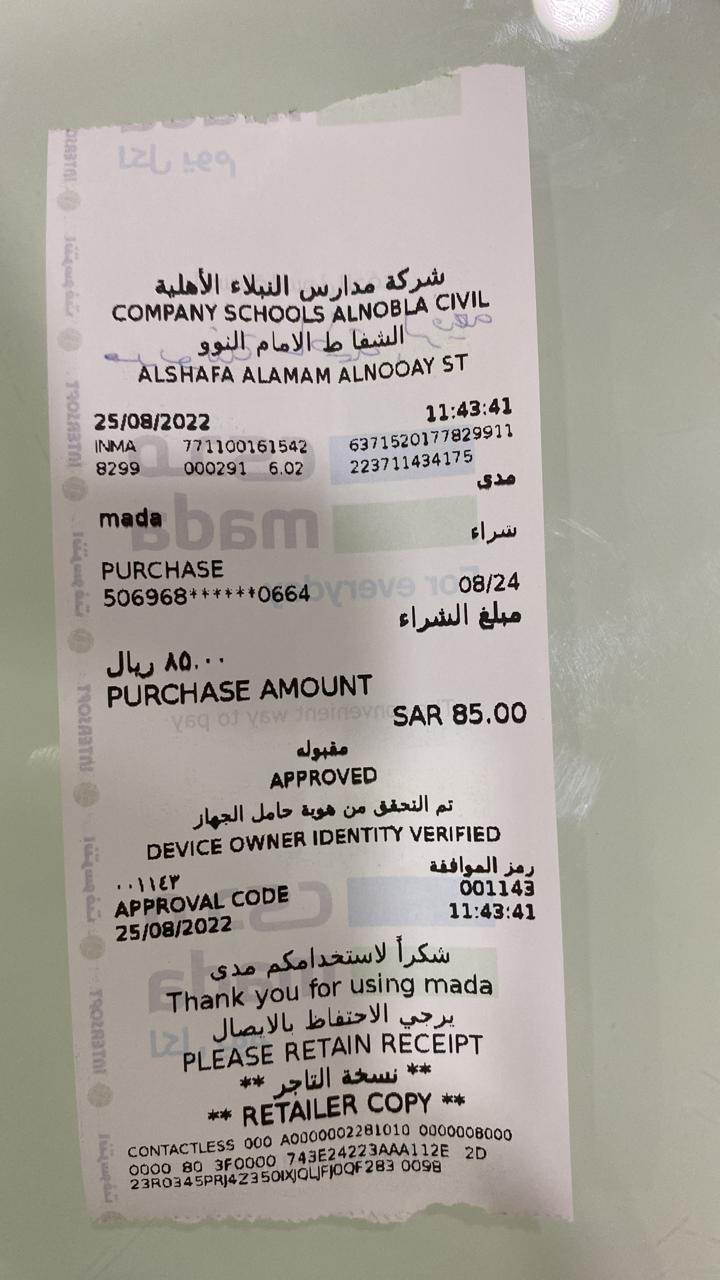 شركة مدارس النبلاء الأهلية
COMPANY SCHOOLS ALNOBLA CIVIL
الشفا ط الامام النوو
ALSHAFA ALAMAM ALNOOAY ST
25/08/2022 11:43:41
INMA 771100161542 6371520177829911
8299 000291 6.02 223711434175
مدى
mada
شراء
PURCHASE
506968******0664 08/24
مبلغ الشراء
٨٥.٠٠ ريال
PURCHASE AMOUNT
SAR 85.00
مقبوله
APPROVED
تم التحقق من هوية حامل الجهاز
DEVICE OWNER IDENTITY VERIFIED
رمز الموافقة
٠٠١١٤٣
APPROVAL CODE 001143
25/08/2022 11:43:41
شكراً لاستخدامكم مدى
Thank you for using mada
يرجي الاحتفاظ بالايصال
PLEASE RETAIN RECEIPT
** نسخة التاجر **
** RETAILER COPY **
CONTACTLESS 000 A0000002281010 0000008000
0000 80 3F0000 743E24223AAA112E 2D
0098